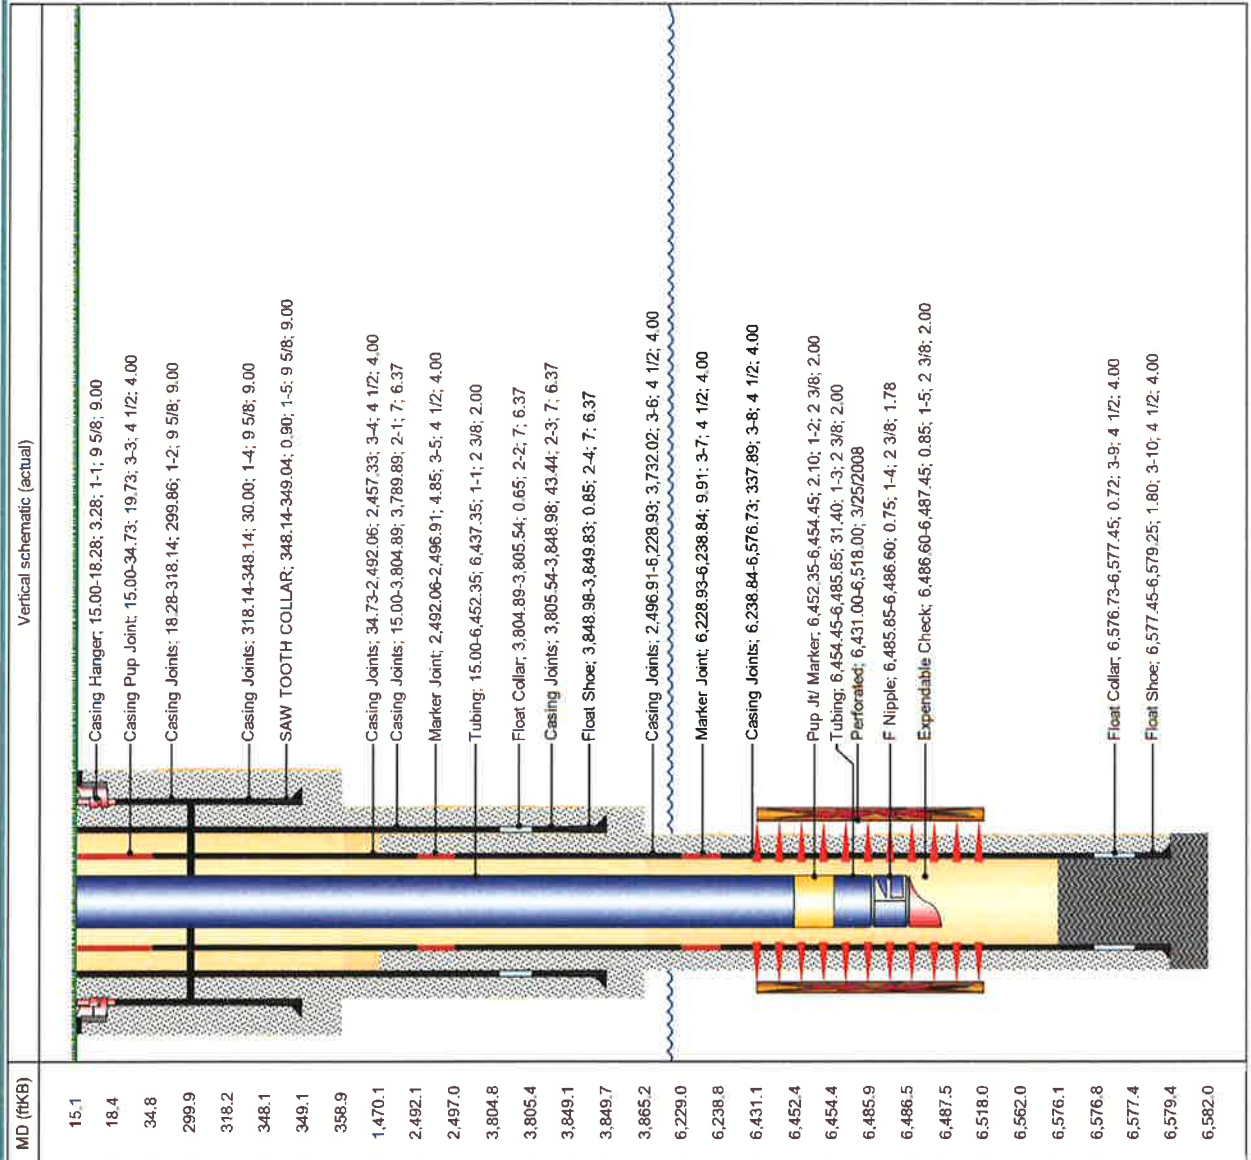 Vertical schematic (actual)
MD (ftKB)
15.1
18.4
34.8
299.9
318.2
348.1
349.1
358.9
1,470.1
2,492.1
2,497.0
3,804.8
3,805.4
3,849.1
3,849.7
3,865.2
6,229.0
6,238.8
6,431.1
6,452.4
6,454.4
6,485.9
6,486.5
6,487.5
6,518.0
6,562.0
6,576.1
6,576.8
6,577.4
6,579.4
6,582.0
Casing Hanger; 15.00-18.28; 3.28; 1-1; 9 5/8; 9.00
Casing Pup Joint; 15.00-34.73; 19.73; 3-3; 4 1/2; 4.00
Casing Joints; 18.28-318.14; 299.86; 1-2; 9 5/8; 9.00
Casing Joints; 318.14-348.14; 30.00; 1-4; 9 5/8; 9.00
SAW TOOTH COLLAR; 348.14-349.04; 0.90; 1-5; 9 5/8; 9.00
Casing Joints; 34.73-2,492.06; 2,457.33; 3-4; 4 1/2; 4.00
Casing Joints; 15.00-3,804.89; 3,789.89; 2-1; 7; 6.37
Marker Joint; 2,492.06-2,496.91; 4.85; 3-5; 4 1/2; 4.00
Tubing; 15.00-6,452.35; 6,437.35; 1-1; 2 3/8; 2.00
Float Collar; 3,804.89-3,805.54; 0.65; 2-2; 7; 6.37
Casing Joints; 3,805.54-3,848.98; 43.44; 2-3; 7; 6.37
Float Shoe; 3,848.98-3,849.83; 0.85; 2-4; 7; 6.37
Casing Joints; 2,496.91-6,228.93; 3,732.02; 3-6; 4 1/2; 4.00
Marker Joint; 6,228.93-6,238.84; 9.91; 3-7; 4 1/2; 4.00
Casing Joints; 6,238.84-6,576.73; 337.89; 3-8; 4 1/2; 4.00
Pup Jt/ Marker; 6,452.35-6,454.45; 2.10; 1-2; 2 3/8; 2.00
Tubing; 6,454.45-6,485.85; 31.40; 1-3; 2 3/8; 2.00
Perforated; 6,431.00-6,518.00; 3/25/2008
F Nipple; 6,485.85-6,486.60; 0.75; 1-4; 2 3/8; 1.78
Expendable Check; 6,486.60-6,487.45; 0.85; 1-5; 2 3/8; 2.00
Float Collar; 6,576.73-6,577.45; 0.72; 3-9; 4 1/2; 4.00
Float Shoe; 6,577.45-6,579.25; 1.80; 3-10; 4 1/2; 4.00